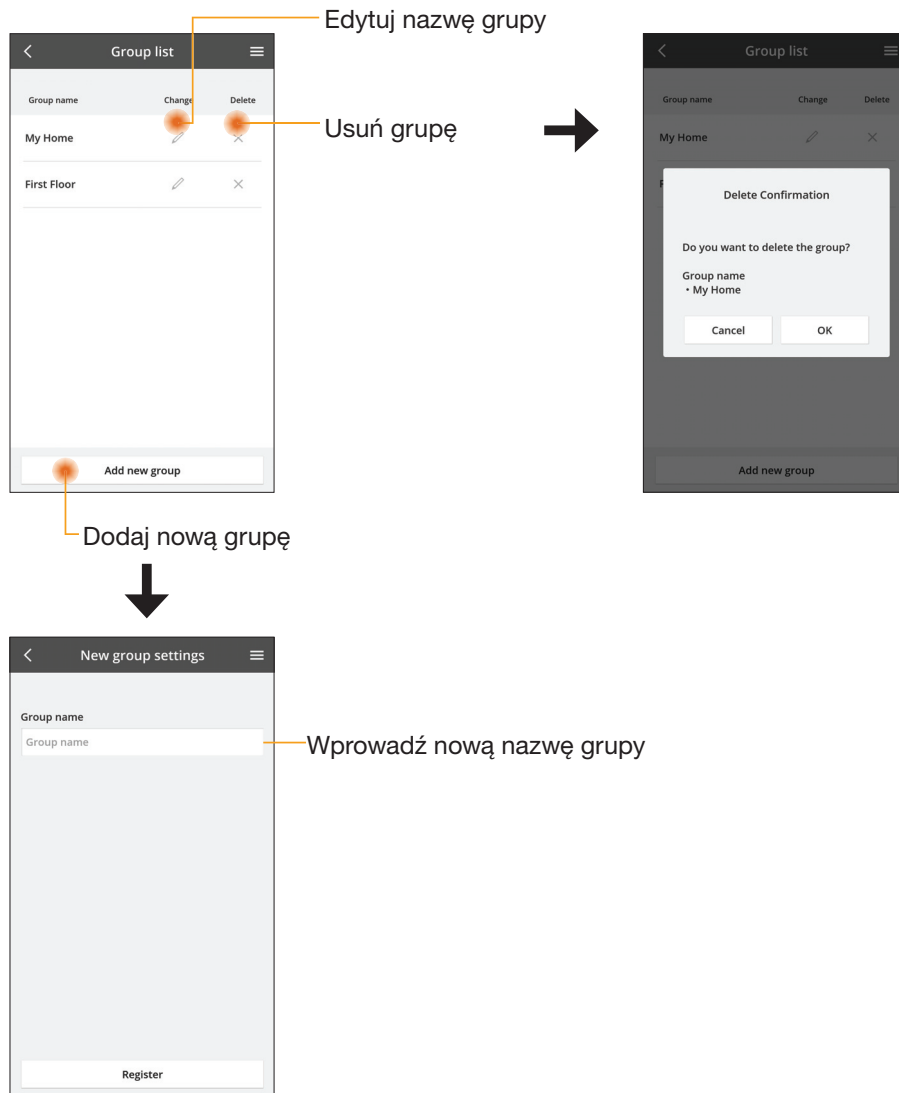 Edytuj nazwę grupy
Group list
Group name Change Delete
My Home
First Floor
Add new group
Usuń grupę
Group list
Group name Change Delete
My Home
F
Delete Confirmation
Do you want to delete the group?
Group name
• My Home
Cancel OK
Add new group
Dodaj nową grupę
New group settings
Group name
Group name
Wprowadź nową nazwę grupy
Register